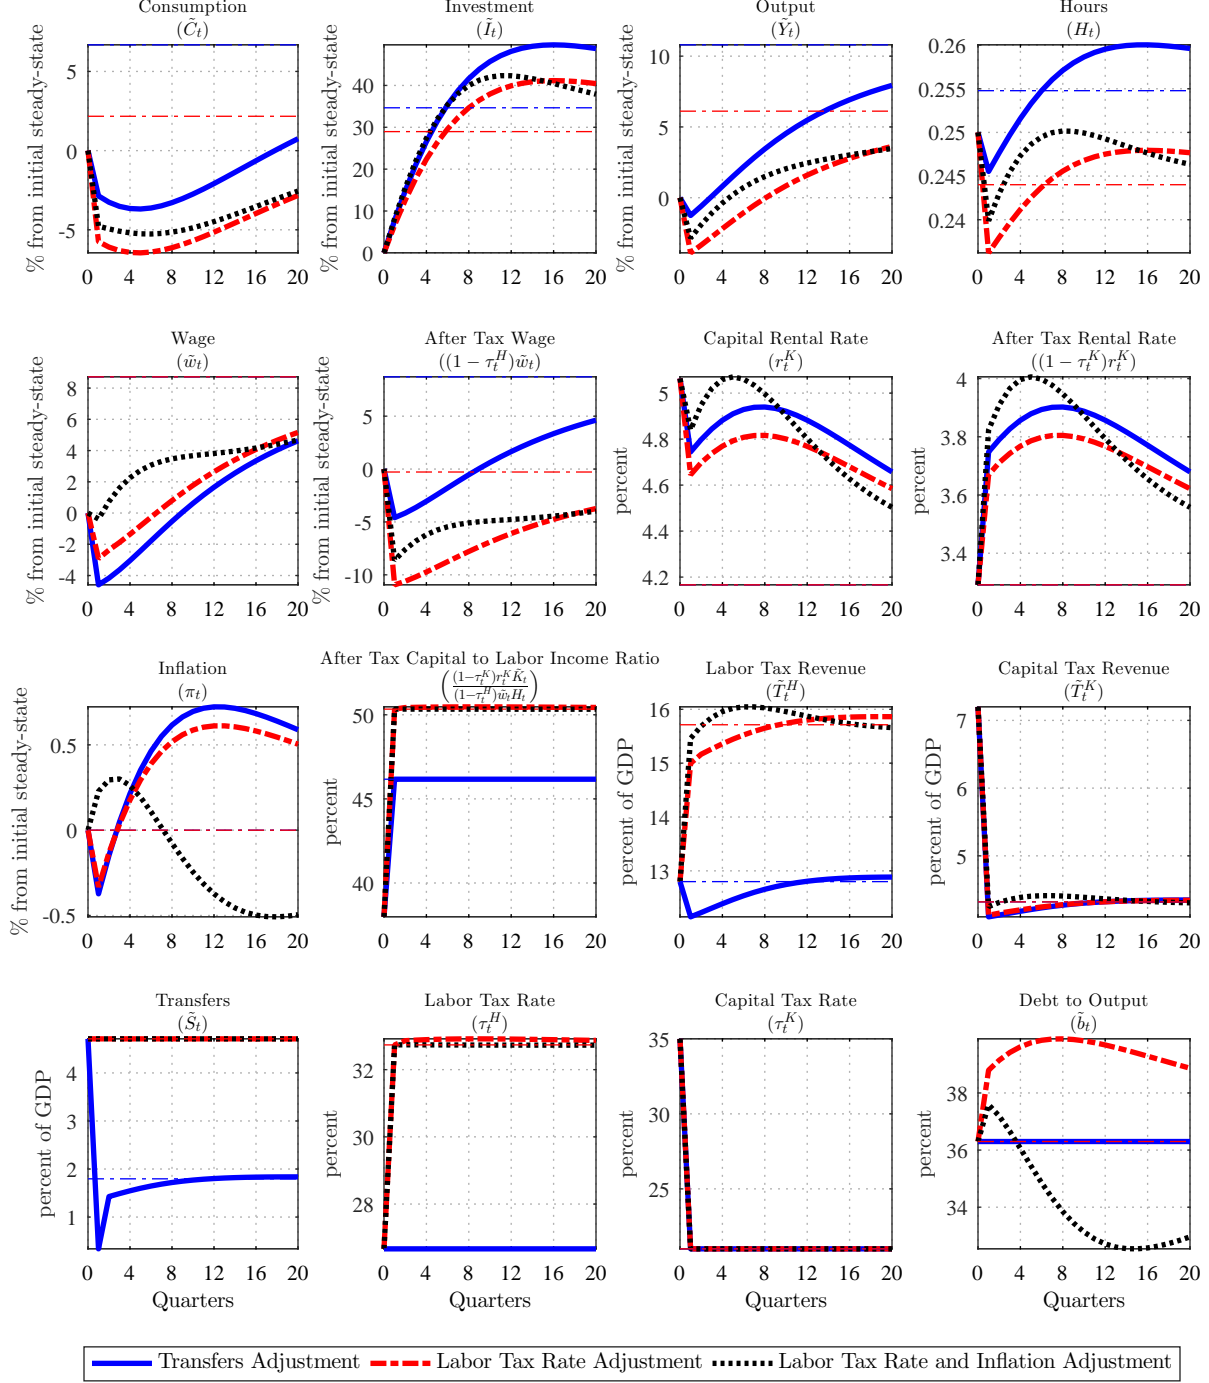 Consumption Investment Output Hours
(C̃ₜ) (Ĩₜ) (Ỹₜ) (Hₜ)
% from initial steady-state
5
0
-5
0 4 8 12 16 20
% from initial steady-state
40
30
20
10
0
0 4 8 12 16 20
% from initial steady-state
10
5
0
0 4 8 12 16 20
0.26
0.255
0.25
0.245
0.24
0 4 8 12 16 20
Wage After Tax Wage Capital Rental Rate After Tax Rental Rate
(w̃ₜ) ((1 − τₜᴴ)w̃ₜ) (rₜᴷ) ((1 − τₜᴷ)rₜᴷ)
% from initial steady-state
8
6
4
2
0
-2
-4
0 4 8 12 16 20
% from initial steady-state
5
0
-5
-10
0 4 8 12 16 20
percent
5
4.8
4.6
4.4
4.2
0 4 8 12 16 20
percent
4
3.8
3.6
3.4
0 4 8 12 16 20
Inflation After Tax Capital to Labor Income Ratio Labor Tax Revenue Capital Tax Revenue
(πₜ) ((1−τₜᴷ)rₜᴷK̃ₜ / (1−τₜᴴ)w̃ₜHₜ) (T̃ₜᴴ) (T̃ₜᴷ)
% from initial steady-state
0.5
0
-0.5
0 4 8 12 16 20
percent
50
45
40
0 4 8 12 16 20
percent of GDP
16
15
14
13
0 4 8 12 16 20
percent of GDP
7
6
5
0 4 8 12 16 20
Transfers Labor Tax Rate Capital Tax Rate Debt to Output
(S̃ₜ) (τₜᴴ) (τₜᴷ) (b̃ₜ)
percent of GDP
4
3
2
1
0 4 8 12 16 20
Quarters
percent
32
30
28
0 4 8 12 16 20
Quarters
percent
35
30
25
0 4 8 12 16 20
Quarters
percent
38
36
34
0 4 8 12 16 20
Quarters
Transfers Adjustment Labor Tax Rate Adjustment Labor Tax Rate and Inflation Adjustment